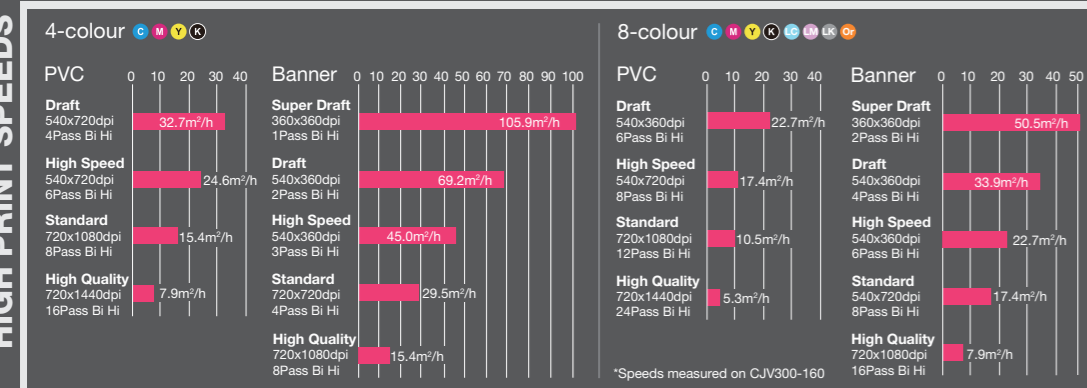 HIGH PRINT SPEEDS
4-colour C M Y K
PVC 0 10 20 30 40
Draft
540x720dpi 32.7m²/h
4Pass Bi Hi
High Speed
540x720dpi 24.6m²/h
6Pass Bi Hi
Standard
720x1080dpi 15.4m²/h
8Pass Bi Hi
High Quality
720x1440dpi 7.9m²/h
16Pass Bi Hi
Banner 0 10 20 30 40 50 60 70 80 90 100
Super Draft
360x360dpi 105.9m²/h
1Pass Bi Hi
Draft
540x360dpi 69.2m²/h
2Pass Bi Hi
High Speed
540x360dpi 45.0m²/h
3Pass Bi Hi
Standard
720x720dpi 29.5m²/h
4Pass Bi Hi
High Quality
720x1080dpi 15.4m²/h
8Pass Bi Hi
8-colour C M Y K LC LM LK Or
PVC 0 10 20 30 40
Draft
540x360dpi 22.7m²/h
6Pass Bi Hi
High Speed
540x720dpi 17.4m²/h
8Pass Bi Hi
Standard
720x1080dpi 10.5m²/h
12Pass Bi Hi
High Quality
720x1440dpi 5.3m²/h
24Pass Bi Hi
*Speeds measured on CJV300-160
Banner 0 10 20 30 40 50
Super Draft
360x360dpi 50.5m²/h
2Pass Bi Hi
Draft
540x360dpi 33.9m²/h
4Pass Bi Hi
High Speed
540x360dpi 22.7m²/h
6Pass Bi Hi
Standard
540x720dpi 17.4m²/h
8Pass Bi Hi
High Quality
720x1080dpi 7.9m²/h
16Pass Bi Hi